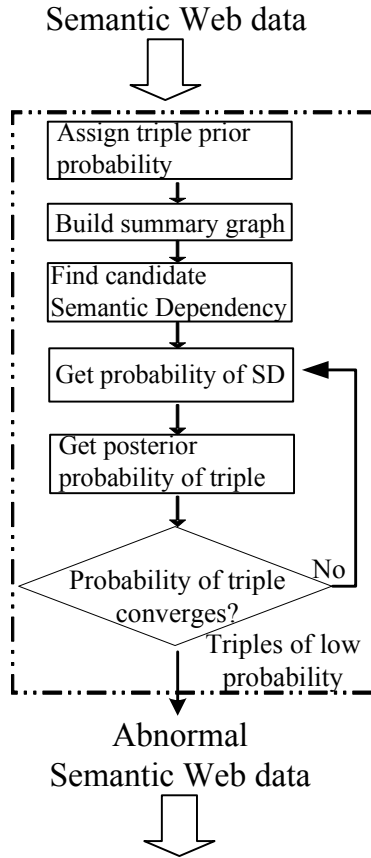 Semantic Web data
Assign triple prior
probability
Build summary graph
Find candidate
Semantic Dependency
Get probability of SD
Get posterior
probability of triple
Probability of triple
converges?
No
Triples of low
probability
Abnormal
Semantic Web data